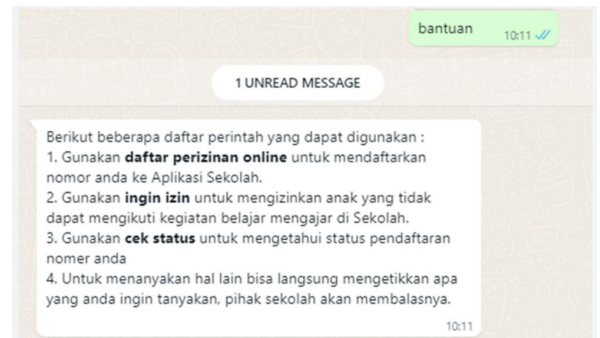 bantuan
10:11
1 UNREAD MESSAGE
Berikut beberapa daftar perintah yang dapat digunakan :
1. Gunakan daftar perizinan online untuk mendaftarkan
nomor anda ke Aplikasi Sekolah.
2. Gunakan ingin izin untuk mengizinkan anak yang tidak
dapat mengikuti kegiatan belajar mengajar di Sekolah.
3. Gunakan cek status untuk mengetahui status pendaftaran
nomer anda
4. Untuk menanyakan hal lain bisa langsung mengetikkan apa
yang anda ingin tanyakan, pihak sekolah akan membalasnya.
10:11